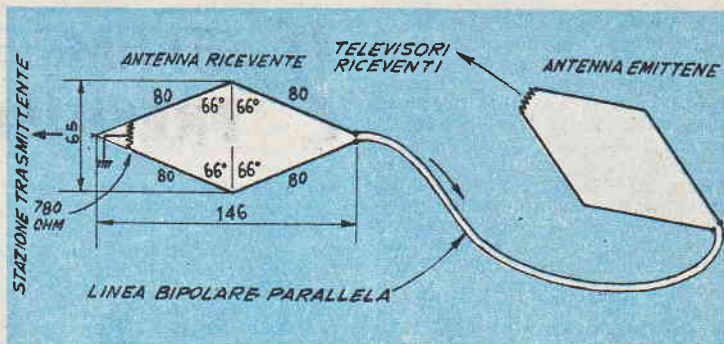 ANTENNA RICEVENTE
TELEVISORI
RICEVENTI
ANTENNA EMITTENE
STAZIONE TRASMITTENTE
80
80
66° 66°
65
66° 66°
80
80
780
OHM
146
LINEA BIPOLARE PARALLELA